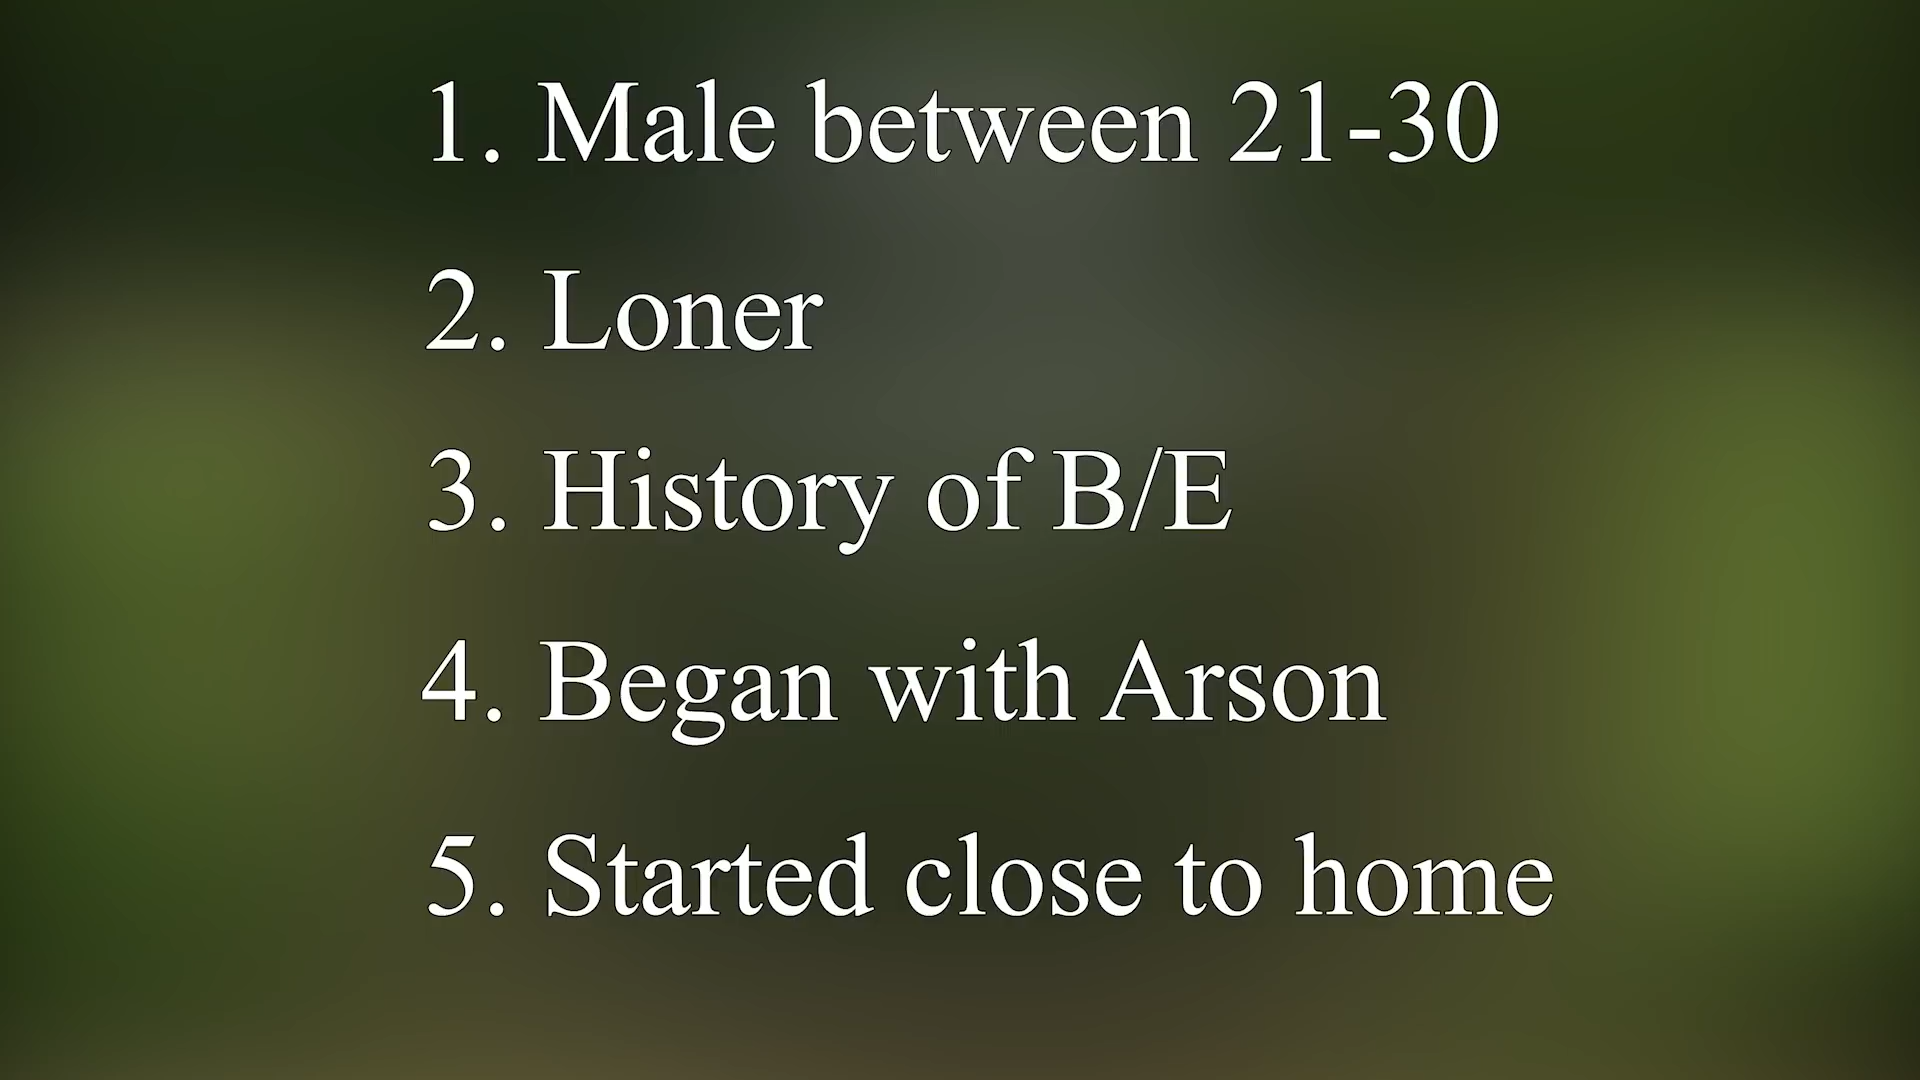 1. Male between 21-30
2. Loner
3. History of B/E
4. Began with Arson
5. Started close to home